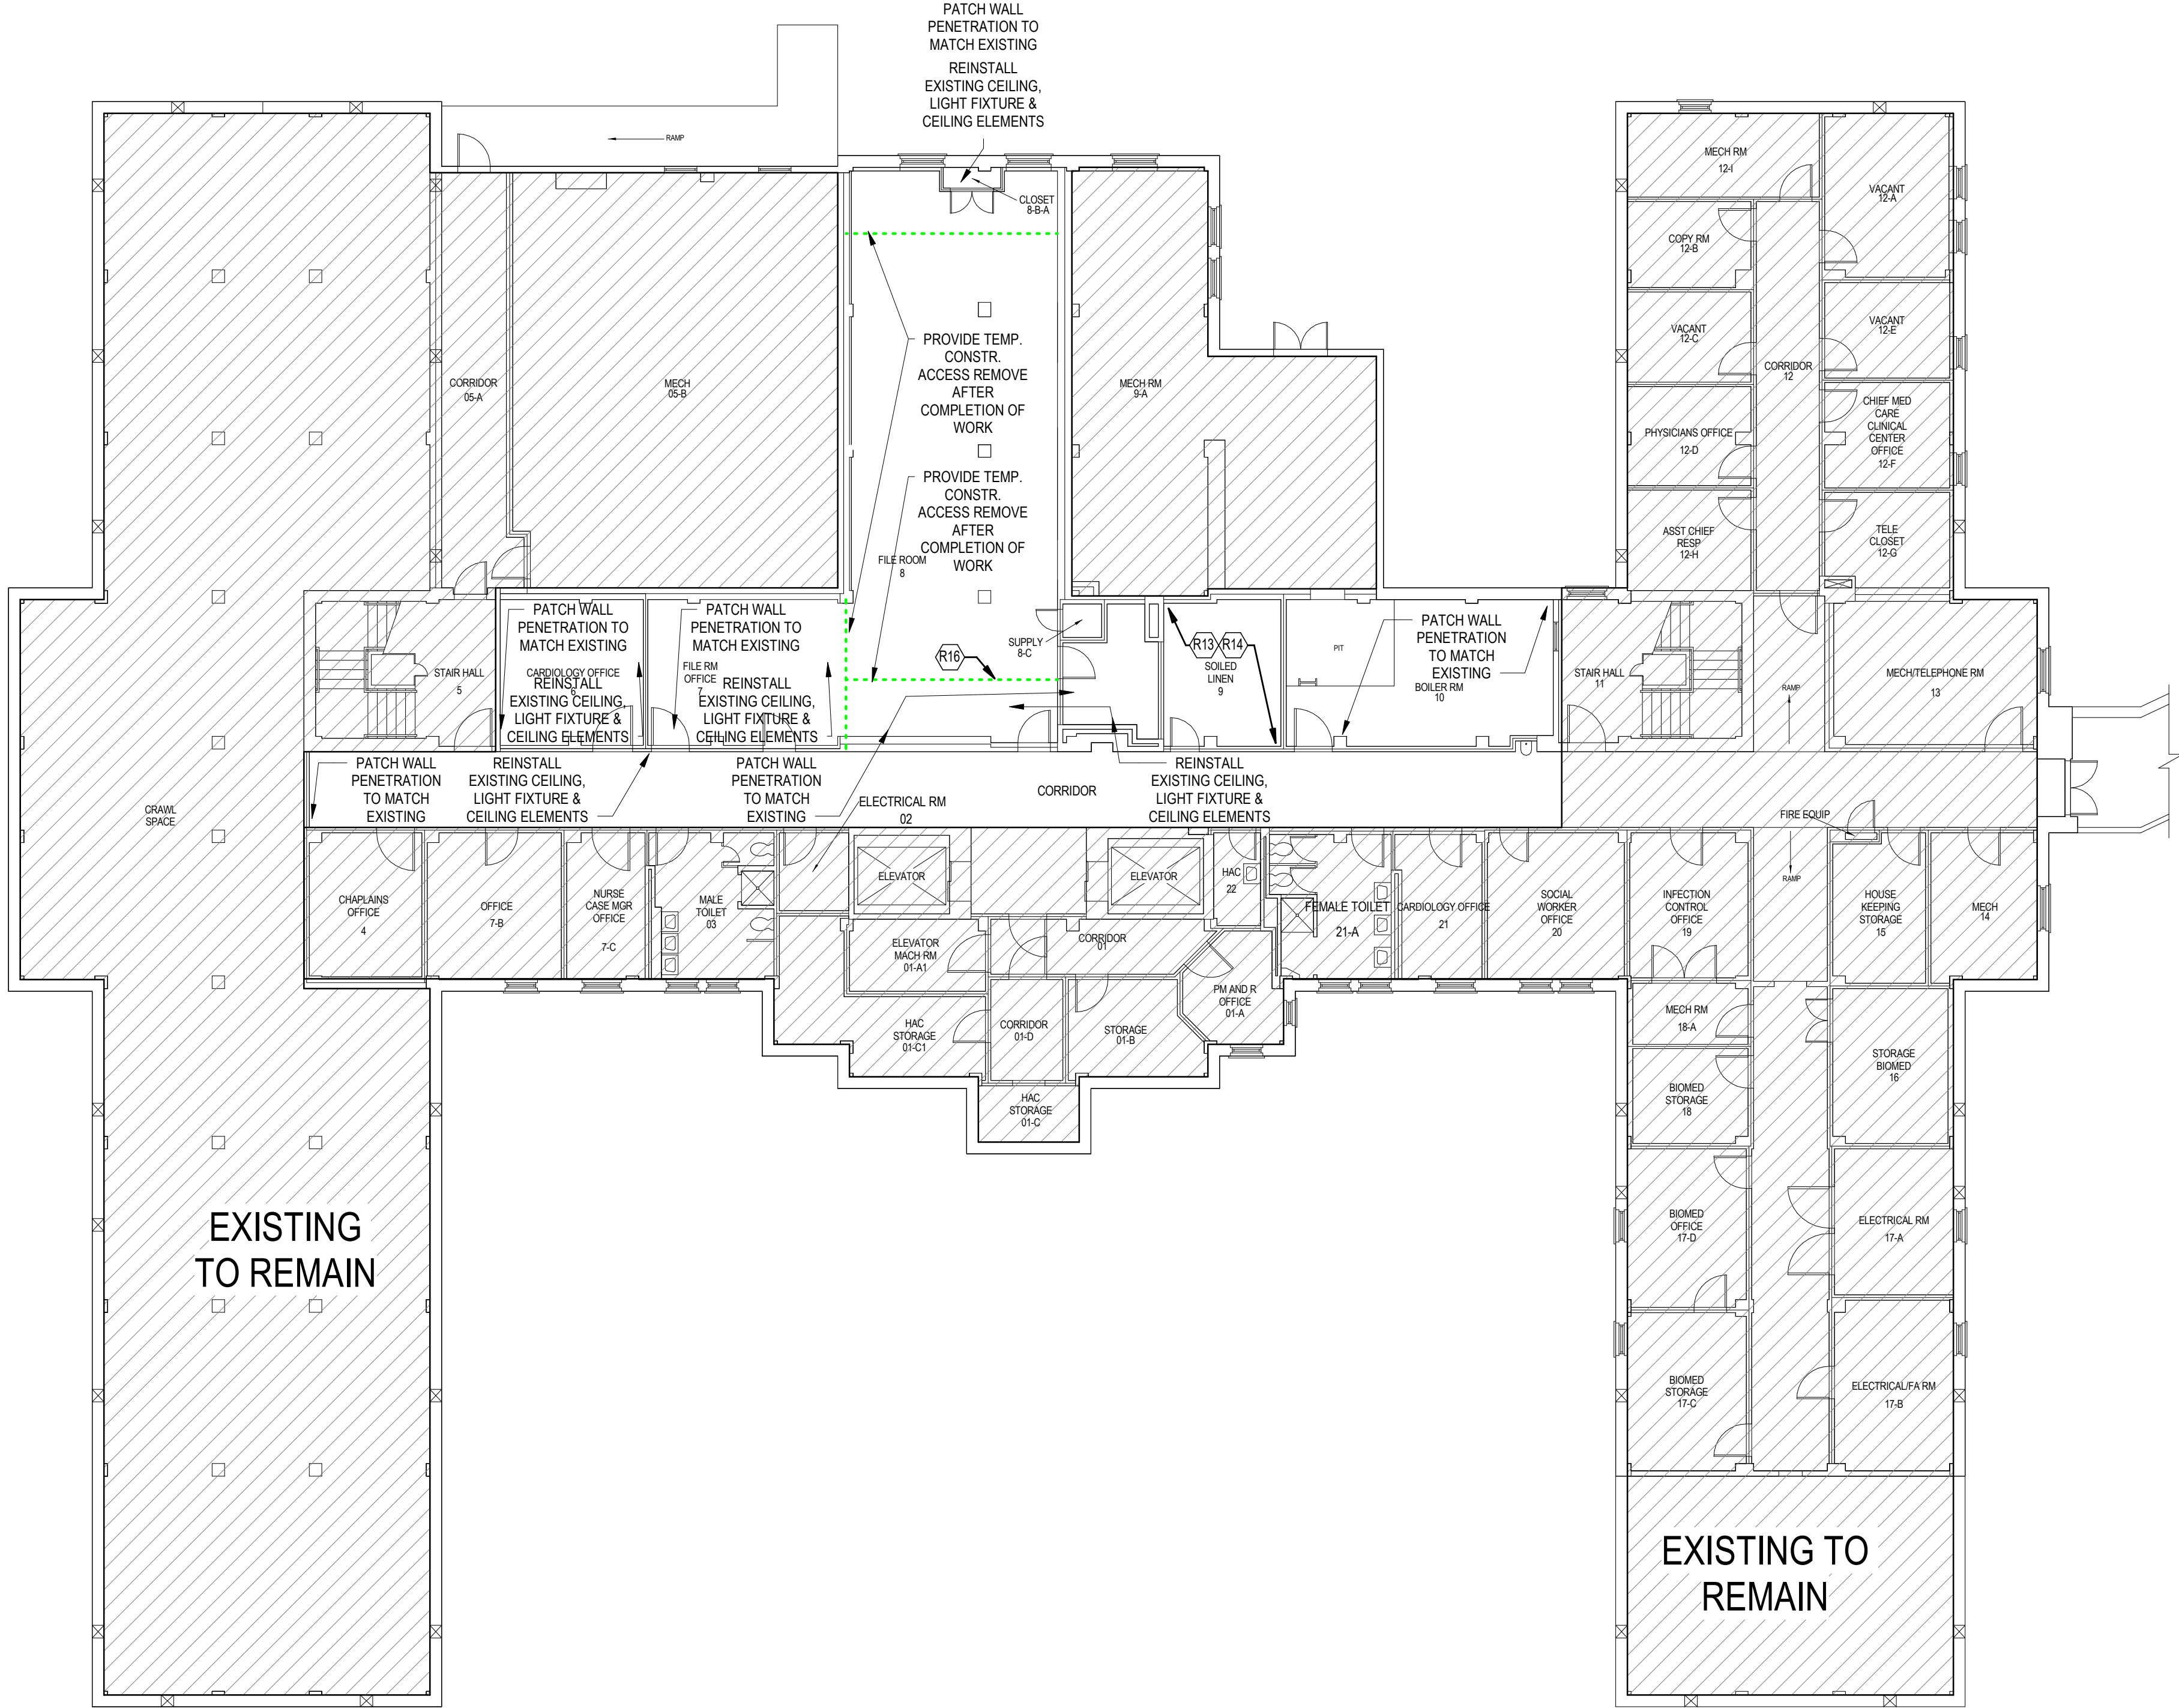 PATCH WALL
PENETRATION TO
MATCH EXISTING
REINSTALL
EXISTING CEILING,
LIGHT FIXTURE &
CEILING ELEMENTS
RAMP
CLOSET
8-B-A
MECH RM
12-I
VACANT
12-A
COPY RM
12-B
VACANT
12-C
VACANT
12-E
CORRIDOR
12
CORRIDOR
05-A
MECH
05-B
PROVIDE TEMP.
CONSTR.
ACCESS REMOVE
AFTER
COMPLETION OF
WORK
MECH RM
9-A
PHYSICIANS OFFICE
12-D
CHIEF MED
CARE
CLINICAL
CENTER
OFFICE
12-F
PROVIDE TEMP.
CONSTR.
ACCESS REMOVE
AFTER
COMPLETION OF
WORK
FILE ROOM
8
ASST CHIEF
RESP
12-H
TELE
CLOSET
12-G
STAIR HALL
5
PATCH WALL
PENETRATION TO
MATCH EXISTING
CARDIOLOGY OFFICE
6
REINSTALL
EXISTING CEILING,
LIGHT FIXTURE &
CEILING ELEMENTS
PATCH WALL
PENETRATION TO
MATCH EXISTING
FILE RM
OFFICE
7
REINSTALL
EXISTING CEILING,
LIGHT FIXTURE &
CEILING ELEMENTS
R16
SUPPLY
8-C
R13
R14
SOILED
LINEN
9
PIT
BOILER RM
10
PATCH WALL
PENETRATION
TO MATCH
EXISTING
STAIR HALL
11
RAMP
MECH/TELEPHONE RM
13
PATCH WALL
PENETRATION
TO MATCH
EXISTING
REINSTALL
EXISTING CEILING,
LIGHT FIXTURE &
CEILING ELEMENTS
PATCH WALL
PENETRATION
TO MATCH
EXISTING
ELECTRICAL RM
02
CORRIDOR
REINSTALL
EXISTING CEILING,
LIGHT FIXTURE &
CEILING ELEMENTS
CRAWL
SPACE
FIRE EQUIP
RAMP
CHAPLAINS
OFFICE
4
OFFICE
7-B
NURSE
CASE MGR
OFFICE
7-C
MALE
TOILET
03
ELEVATOR
ELEVATOR
HAC
22
FEMALE TOILET
21-A
CARDIOLOGY OFFICE
21
SOCIAL
WORKER
OFFICE
20
INFECTION
CONTROL
OFFICE
19
HOUSE
KEEPING
STORAGE
15
MECH
14
ELEVATOR
MACH RM
01-A1
CORRIDOR
01
PM AND R
OFFICE
01-A
HAC
STORAGE
01-C1
CORRIDOR
01-D
STORAGE
01-B
HAC
STORAGE
01-C
MECH RM
18-A
STORAGE
BIOMED
16
BIOMED
STORAGE
18
BIOMED
OFFICE
17-D
ELECTRICAL RM
17-A
BIOMED
STORAGE
17-C
ELECTRICAL/FA RM
17-B
EXISTING
TO REMAIN
EXISTING TO
REMAIN